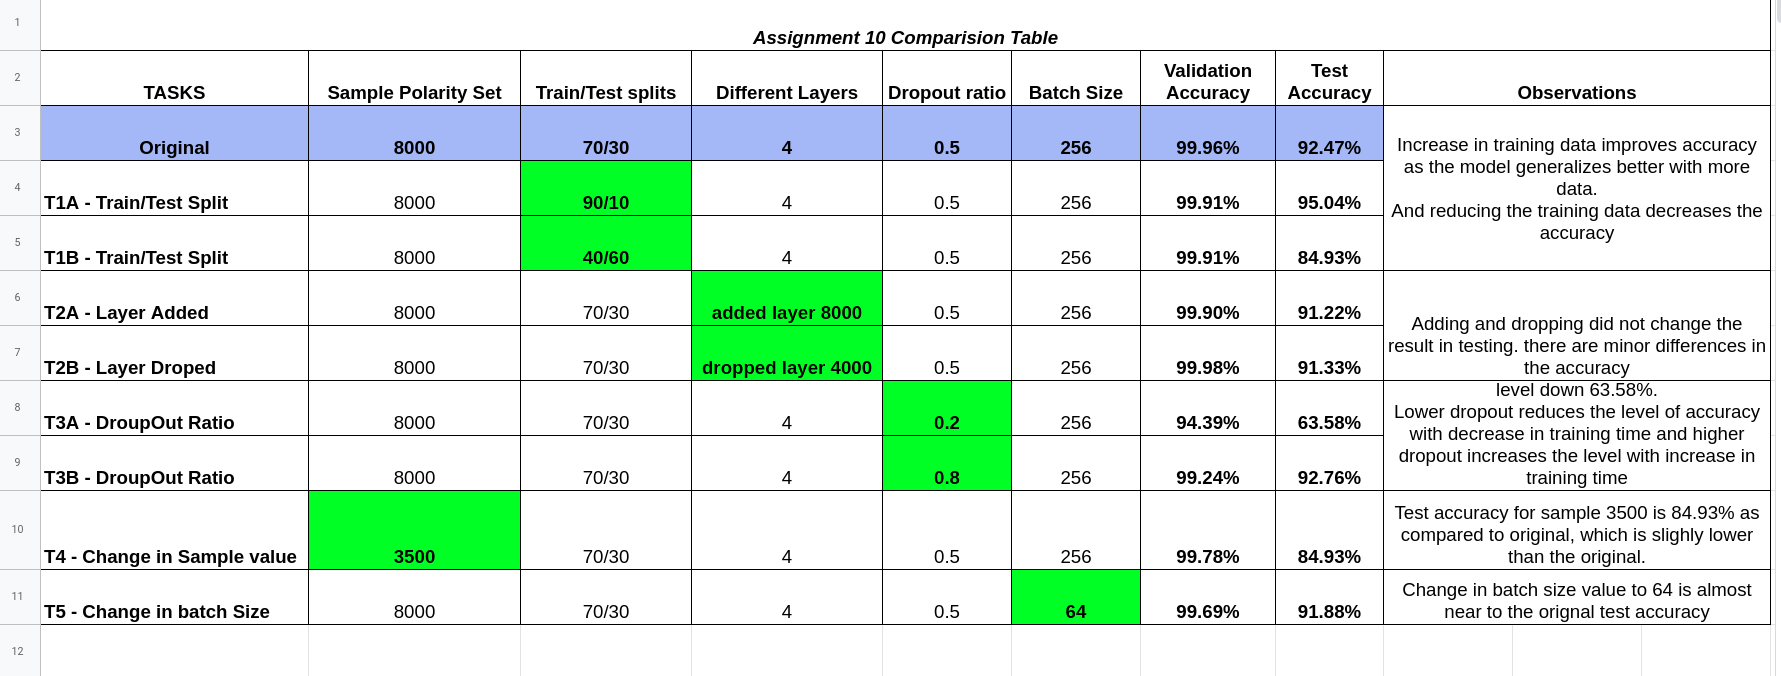 1
Assignment 10 Comparision Table
2
TASKS
Sample Polarity Set
Train/Test splits
Different Layers
Dropout ratio
Batch Size
Validation
Accuracy
Test
Accuracy
Observations
3
Original
8000
70/30
4
0.5
256
99.96%
92.47%
Increase in training data improves accuracy
as the model generalizes better with more
data.
And reducing the training data decreases the
accuracy
4
T1A - Train/Test Split
8000
90/10
4
0.5
256
99.91%
95.04%
5
T1B - Train/Test Split
8000
40/60
4
0.5
256
99.91%
84.93%
6
T2A - Layer Added
8000
70/30
added layer 8000
0.5
256
99.90%
91.22%
Adding and dropping did not change the
result in testing. there are minor differences in
the accuracy
7
T2B - Layer Droped
8000
70/30
dropped layer 4000
0.5
256
99.98%
91.33%
8
T3A - DroupOut Ratio
8000
70/30
4
0.2
256
94.39%
63.58%
level down 63.58%.
Lower dropout reduces the level of accuracy
with decrease in training time and higher
dropout increases the level with increase in
training time
9
T3B - DroupOut Ratio
8000
70/30
4
0.8
256
99.24%
92.76%
10
T4 - Change in Sample value
3500
70/30
4
0.5
256
99.78%
84.93%
Test accuracy for sample 3500 is 84.93% as
compared to original, which is slighly lower
than the original.
11
T5 - Change in batch Size
8000
70/30
4
0.5
64
99.69%
91.88%
Change in batch size value to 64 is almost
near to the orignal test accuracy
12